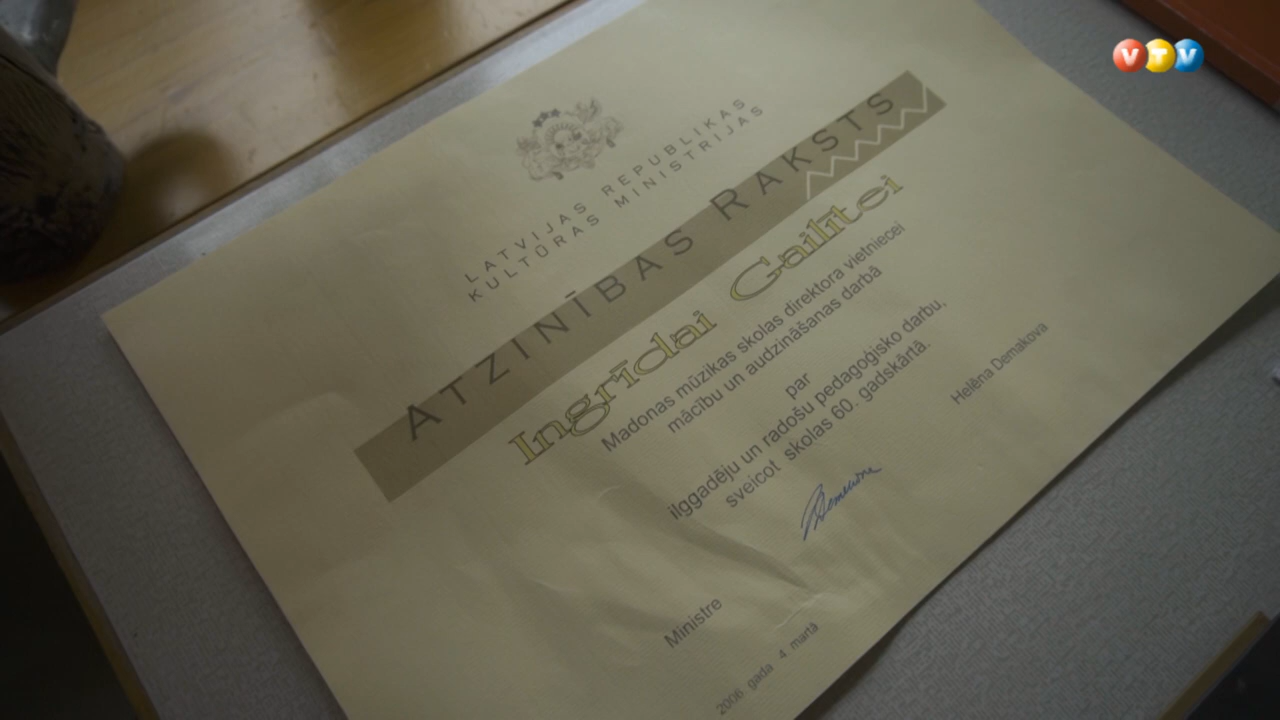 VTV
LATVIJAS REPUBLIKAS
KULTŪRAS MINISTRIJAS
ATZINĪBAS RAKSTS
Ingrīdai Gailītei
Madonas mūzikas skolas direktora vietniecei
mācību un audzināšanas darbā
par
ilggadēju un radošu pedagoģisko darbu,
sveicot skolas 60. gadskārtā.
Ministre
Helēna Demakova
2006 gada 4 martā